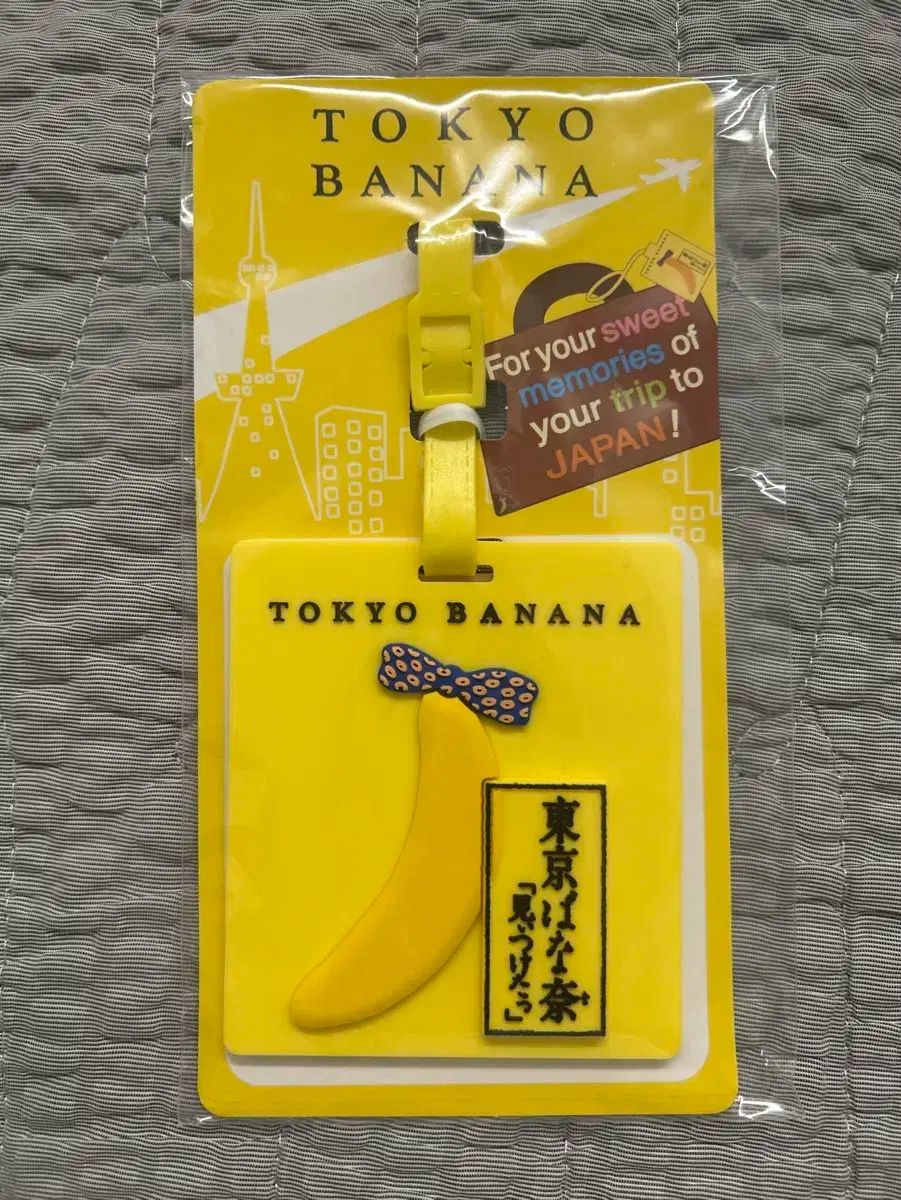 TOKYO
BANANA
For your sweet
memories of
your trip to
JAPAN!
TOKYO BANANA
東京ばな奈
「見ぃつけたっ」